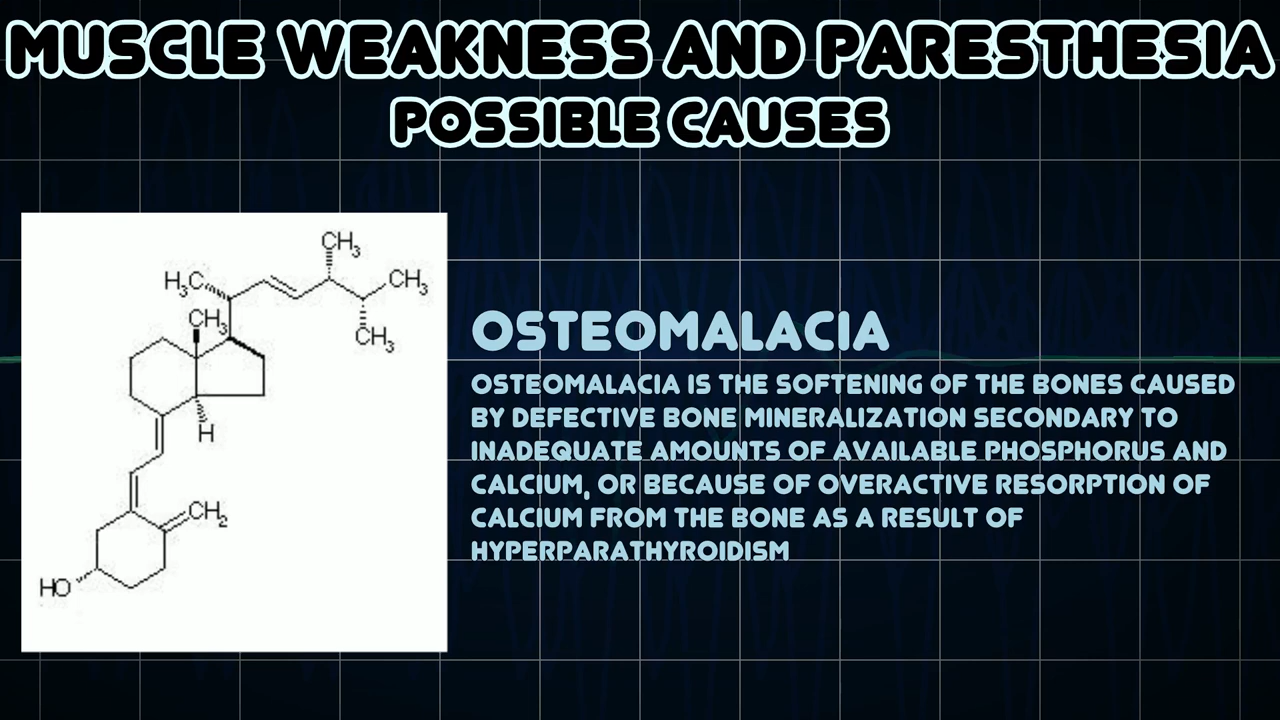 MUSCLE WEAKNESS AND PARESTHESIA
POSSIBLE CAUSES
CH3
H3C
CH3
CH3
CH3
H
CH2
HO
OSTEOMALACIA
OSTEOMALACIA IS THE SOFTENING OF THE BONES CAUSED
BY DEFECTIVE BONE MINERALIZATION SECONDARY TO
INADEQUATE AMOUNTS OF AVAILABLE PHOSPHORUS AND
CALCIUM, OR BECAUSE OF OVERACTIVE RESORPTION OF
CALCIUM FROM THE BONE AS A RESULT OF
HYPERPARATHYROIDISM